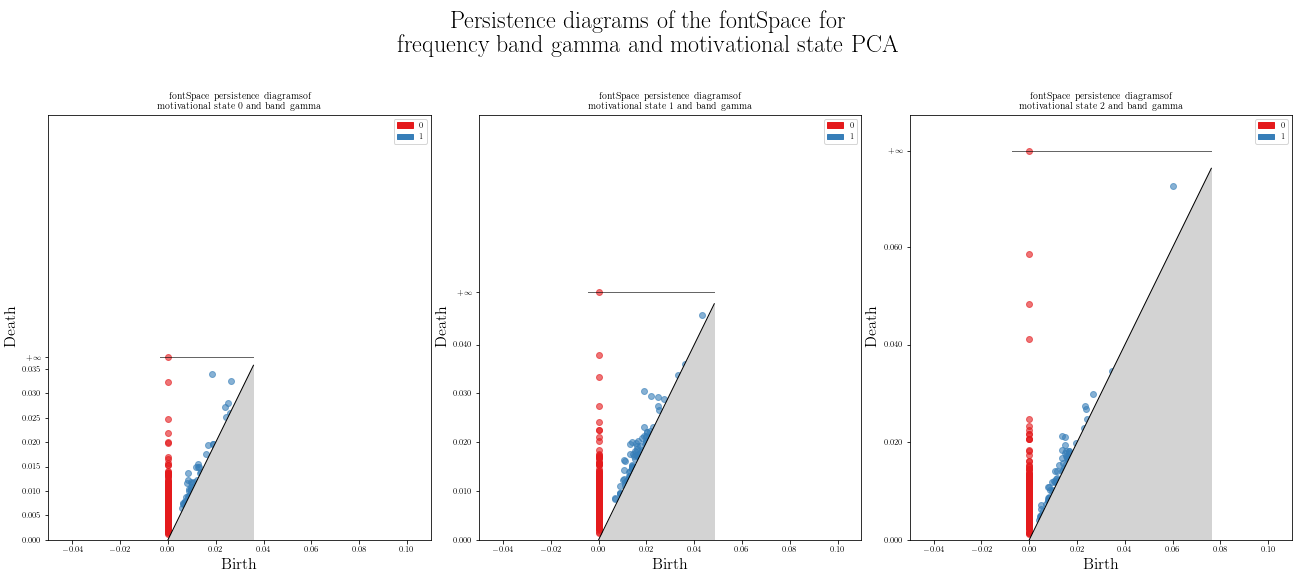 Persistence diagrams of the fontSpace for
frequency band gamma and motivational state PCA
fontSpace persistence diagramsof
motivational state 0 and band gamma
0
1
Death
+∞
0.035
0.030
0.025
0.020
0.015
0.010
0.005
0.000
−0.04 −0.02 0.00 0.02 0.04 0.06 0.08 0.10
Birth
fontSpace persistence diagramsof
motivational state 1 and band gamma
0
1
Death
+∞
0.040
0.030
0.020
0.010
0.000
−0.04 −0.02 0.00 0.02 0.04 0.06 0.08 0.10
Birth
fontSpace persistence diagramsof
motivational state 2 and band gamma
0
1
Death
+∞
0.060
0.040
0.020
0.000
−0.04 −0.02 0.00 0.02 0.04 0.06 0.08 0.10
Birth